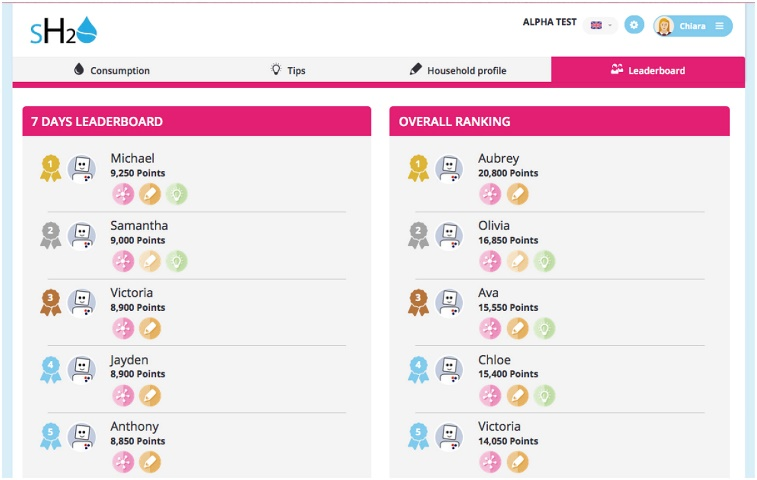 SH2O
ALPHA TEST
Chiara
Consumption
Tips
Household profile
Leaderboard
7 DAYS LEADERBOARD
1
Michael
9,250 Points
2
Samantha
9,000 Points
3
Victoria
8,900 Points
4
Jayden
8,900 Points
5
Anthony
8,850 Points
OVERALL RANKING
1
Aubrey
20,800 Points
2
Olivia
16,850 Points
3
Ava
15,550 Points
4
Chloe
15,400 Points
5
Victoria
14,050 Points